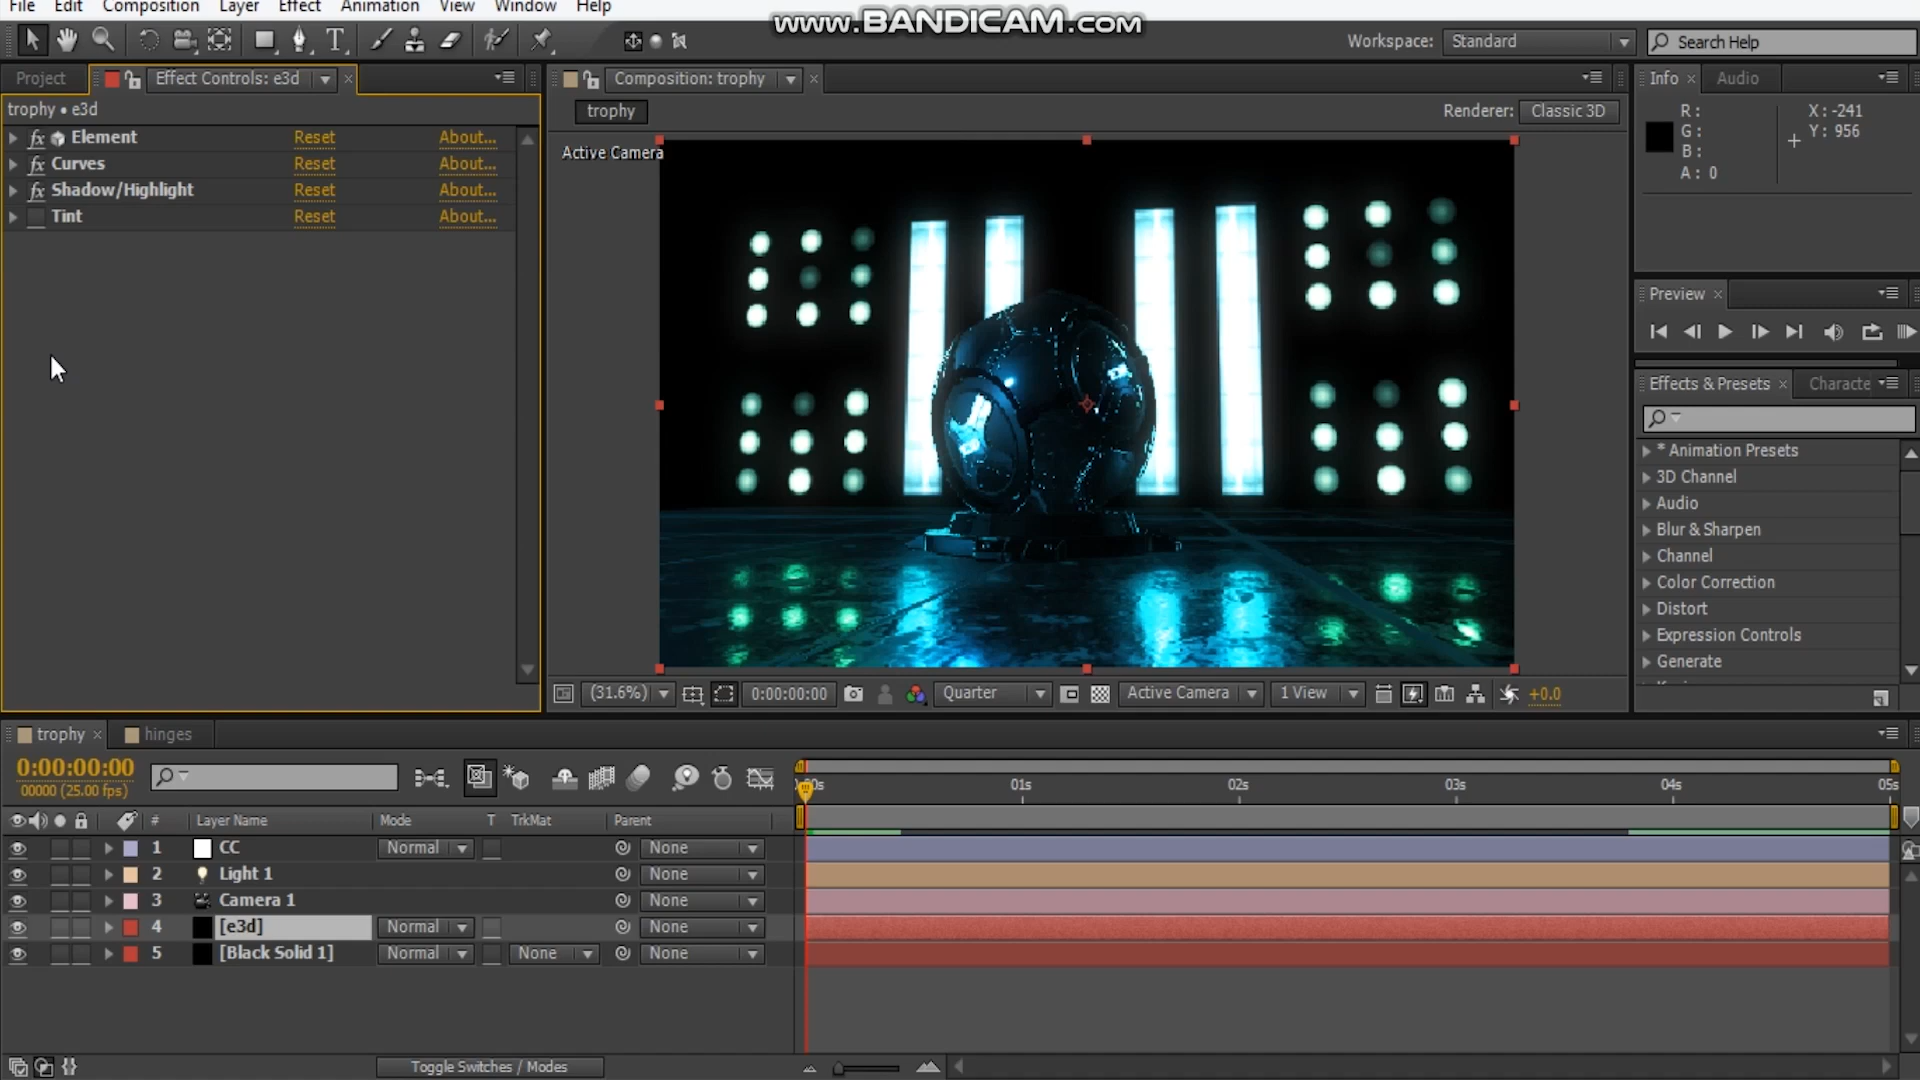 File Edit Composition Layer Effect Animation View Window Help
www.BANDICAM.com
Workspace: Standard Search Help
Project Effect Controls: e3d Composition: trophy Info Audio
trophy • e3d trophy Renderer: Classic 3D
R: X: -241
G: Y: 956
B:
A: 0
Active Camera
fx Element Reset About...
fx Curves Reset About...
fx Shadow/Highlight Reset About...
Tint Reset About...
Preview
Effects & Presets Characte
* Animation Presets
3D Channel
Audio
Blur & Sharpen
Channel
Color Correction
Distort
Expression Controls
Generate
(31.6%) 0:00:00:00 Quarter Active Camera 1 View +0.0
trophy hinges
0:00:00:00
00000 (25.00 fps)
00s 01s 02s 03s 04s 05s
# Layer Name Mode T TrkMat Parent
1 CC Normal None
2 Light 1 None
3 Camera 1 None
4 [e3d] Normal None
5 [Black Solid 1] Normal None None
Toggle Switches / Modes